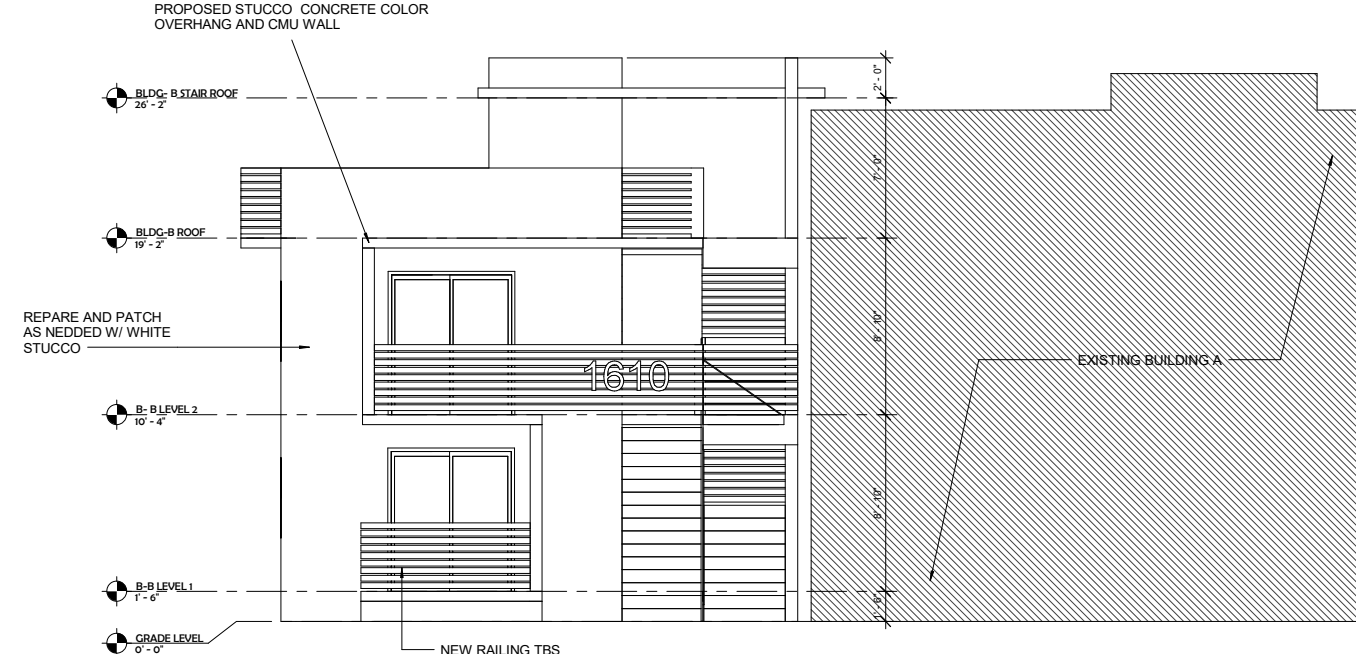 PROPOSED STUCCO CONCRETE COLOR
OVERHANG AND CMU WALL
BLDG- B STAIR ROOF
26' - 2"
2' - 0"
7' - 0"
BLDG-B ROOF
19' - 2"
REPARE AND PATCH
AS NEDDED W/ WHITE
STUCCO
8' - 10"
1610
EXISTING BUILDING A
B- B LEVEL 2
10' - 4"
8' - 10"
B-B LEVEL 1
1' - 6"
1' - 6"
GRADE LEVEL
0' - 0"
NEW RAILING TBS